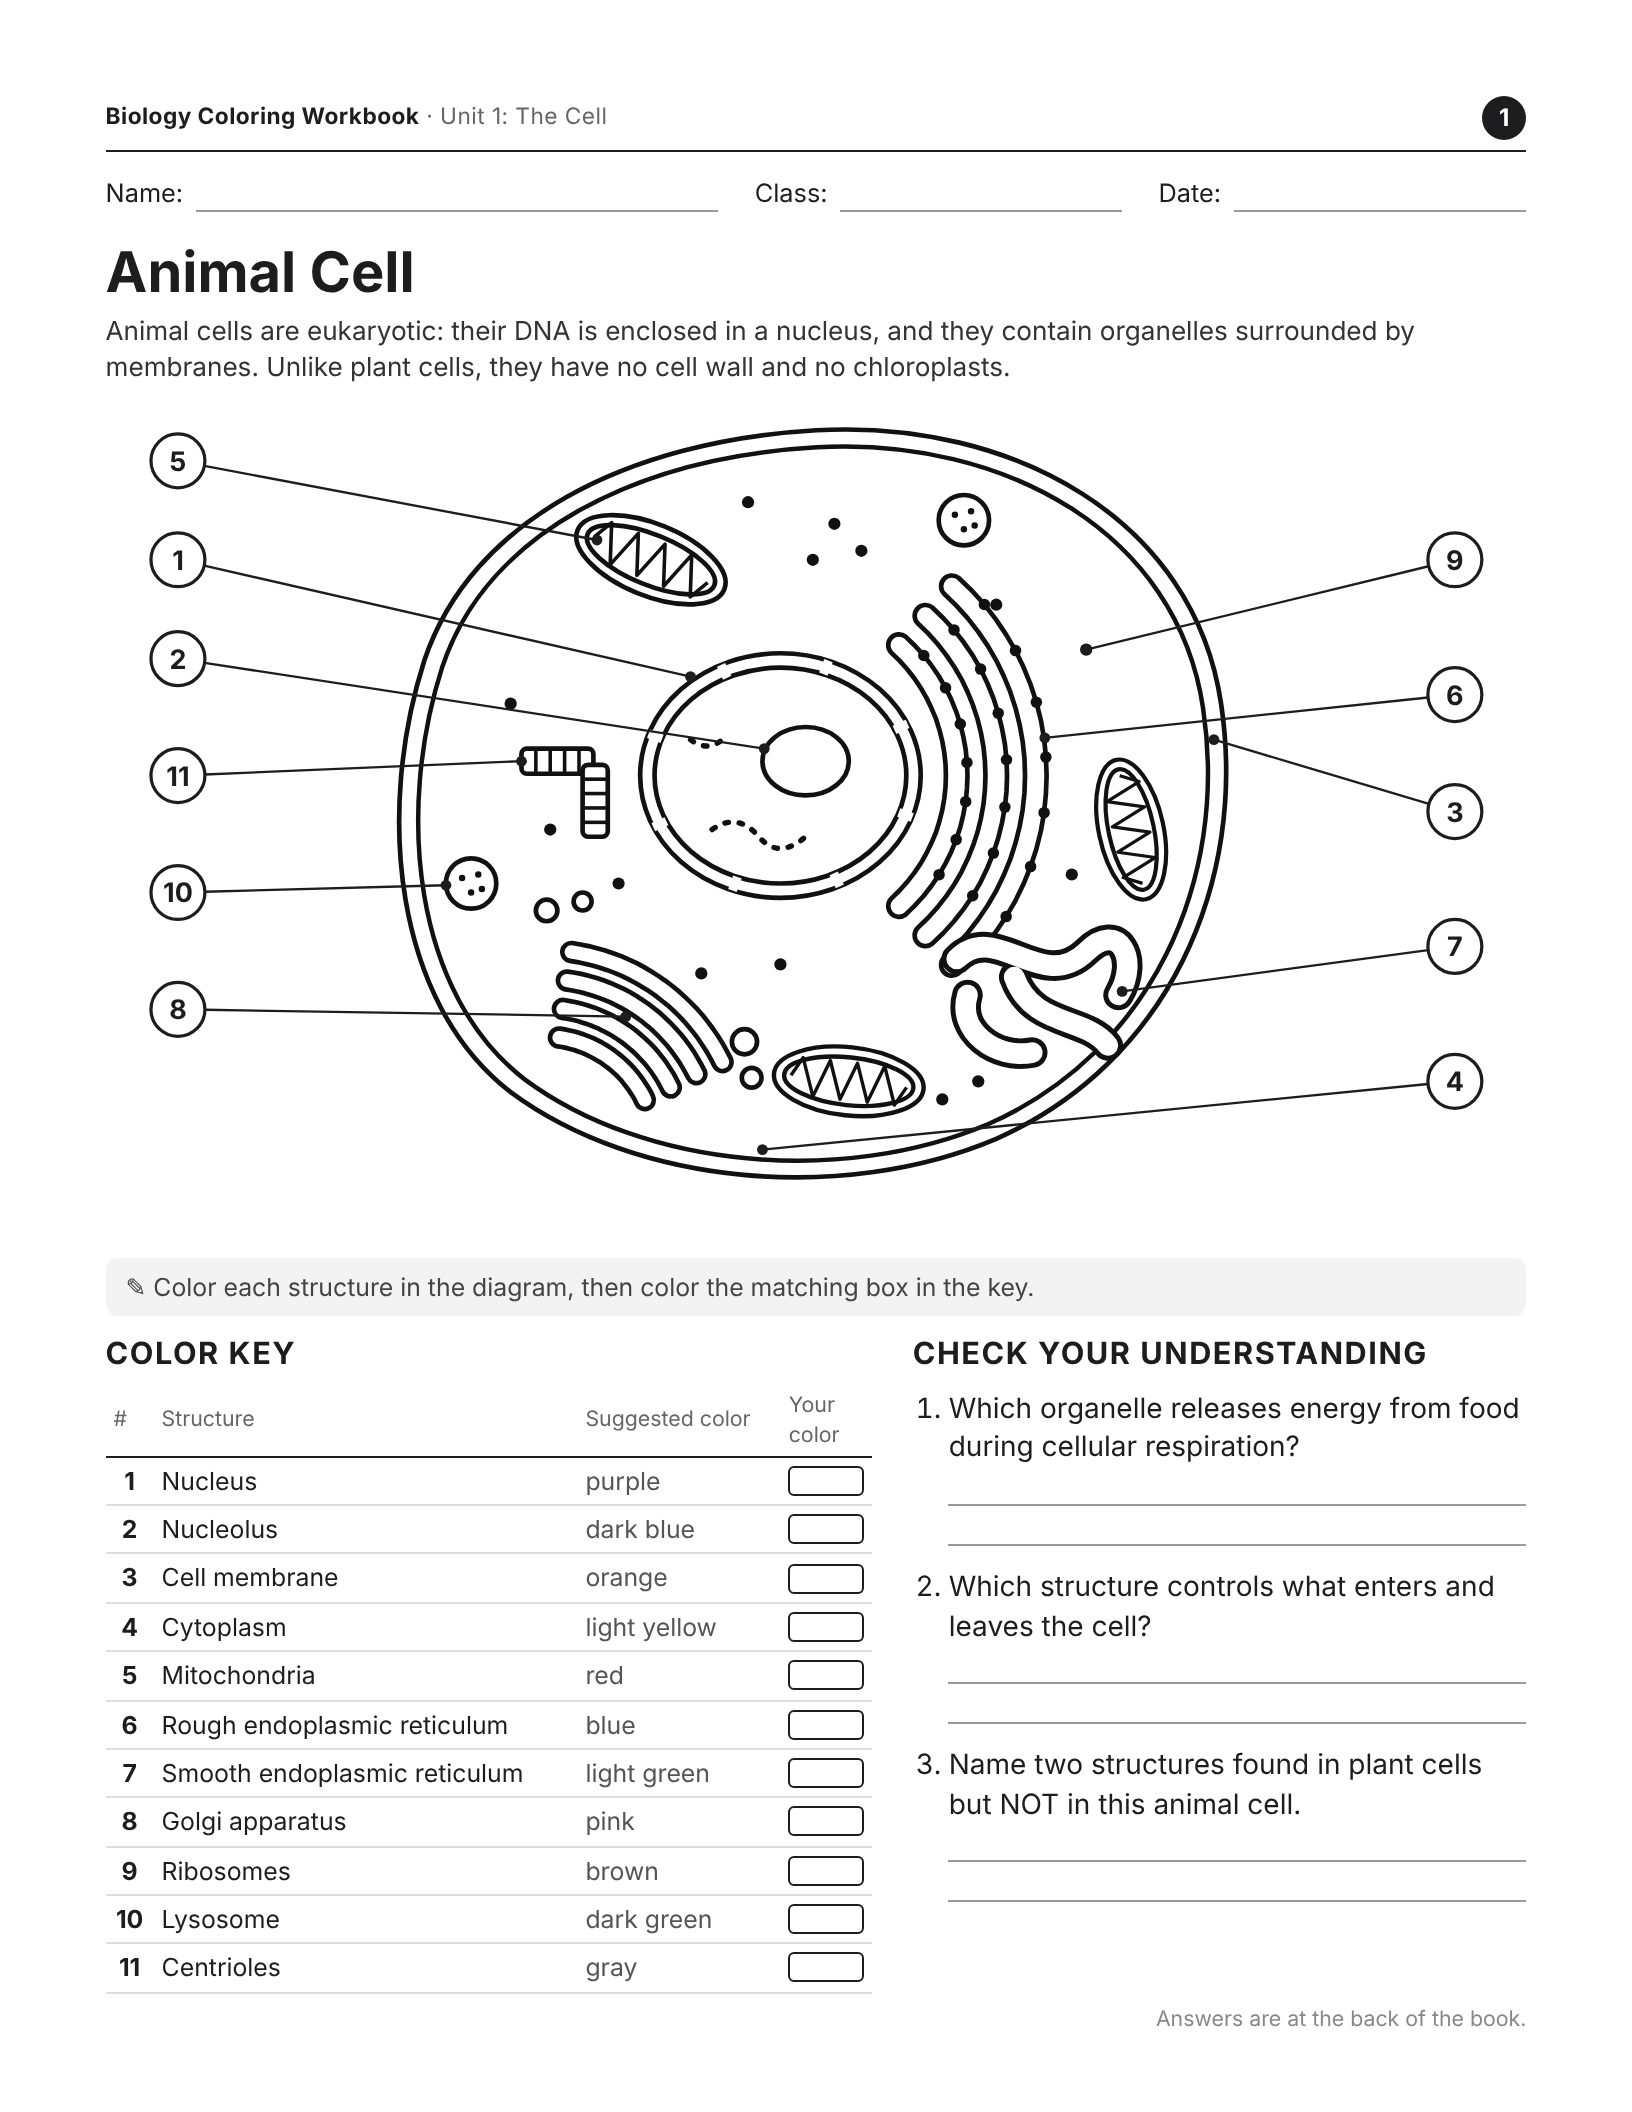 Biology Coloring Workbook · Unit 1: The Cell
1
Name:
Class:
Date:
Animal Cell
Animal cells are eukaryotic: their DNA is enclosed in a nucleus, and they contain organelles surrounded by
membranes. Unlike plant cells, they have no cell wall and no chloroplasts.
5
1
2
11
10
8
9
6
3
7
4
✎ Color each structure in the diagram, then color the matching box in the key.
COLOR KEY
# Structure Suggested color Your color
1 Nucleus purple
2 Nucleolus dark blue
3 Cell membrane orange
4 Cytoplasm light yellow
5 Mitochondria red
6 Rough endoplasmic reticulum blue
7 Smooth endoplasmic reticulum light green
8 Golgi apparatus pink
9 Ribosomes brown
10 Lysosome dark green
11 Centrioles gray
CHECK YOUR UNDERSTANDING
1. Which organelle releases energy from food
during cellular respiration?
2. Which structure controls what enters and
leaves the cell?
3. Name two structures found in plant cells
but NOT in this animal cell.
Answers are at the back of the book.